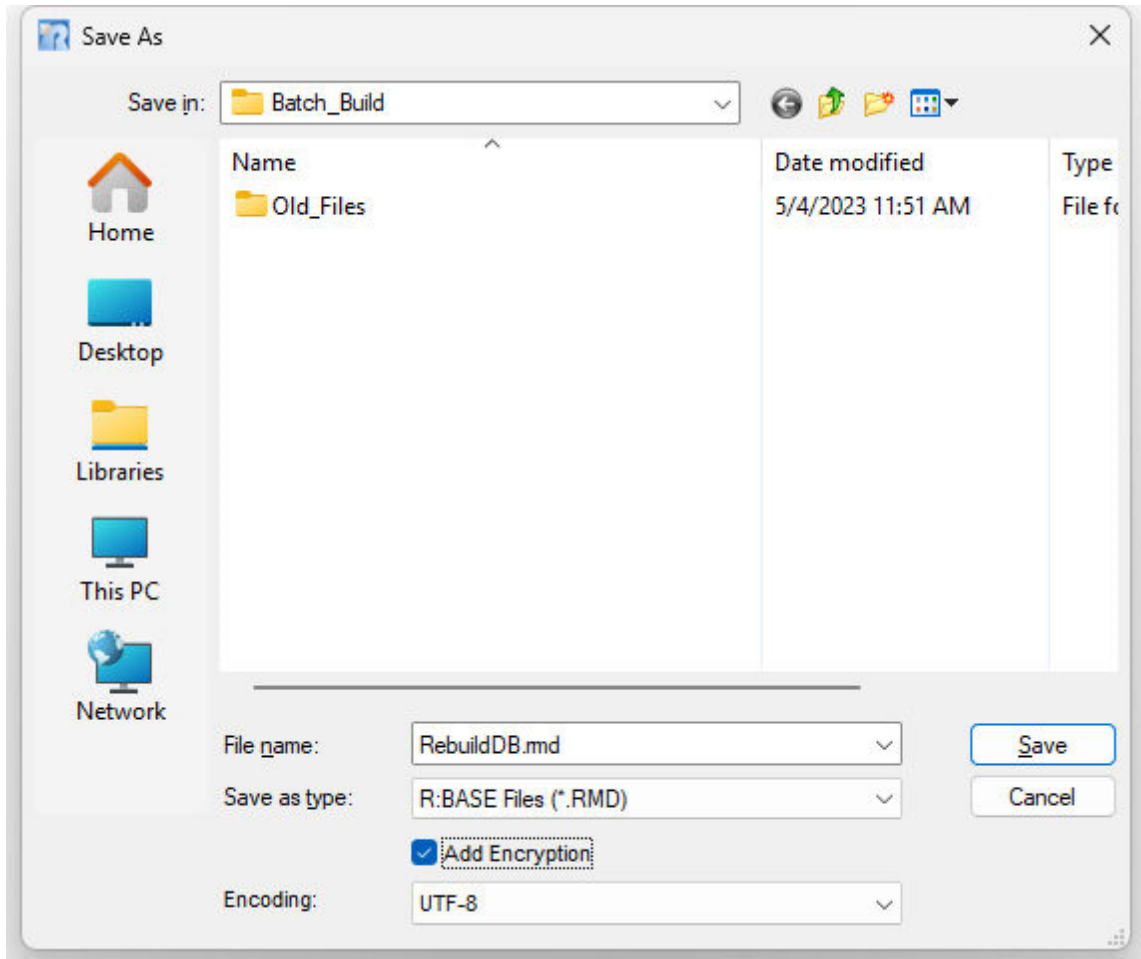 Save As
Save in: Batch_Build
Name Date modified Type
Old_Files 5/4/2023 11:51 AM File fo
Home
Desktop
Libraries
This PC
Network
File name: RebuildDB.rmd Save
Save as type: R:BASE Files (*.RMD) Cancel
Add Encryption
Encoding: UTF-8